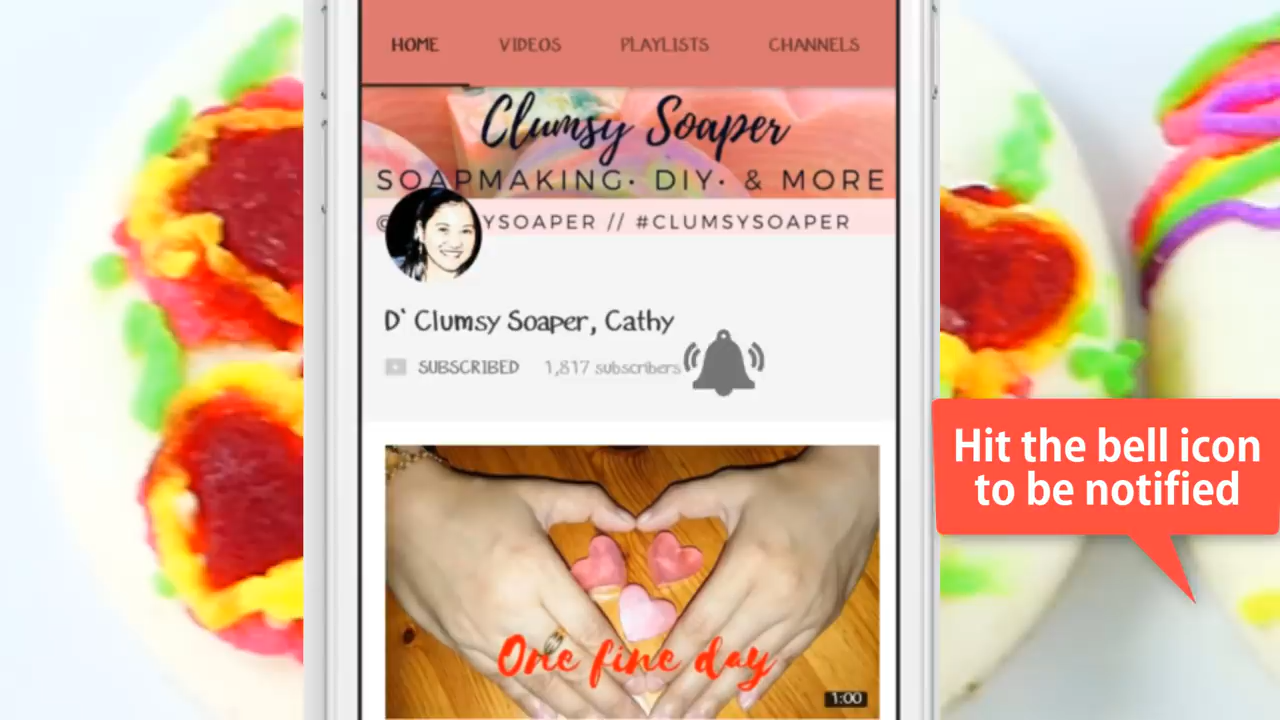 HOME VIDEOS PLAYLISTS CHANNELS
Clumsy Soaper
SOAPMAKING· DIY· & MORE
YSOAPER // #CLUMSYSOAPER
D' Clumsy Soaper, Cathy
SUBSCRIBED 1,817 subscribers
Hit the bell icon
to be notified
One fine day
1:00